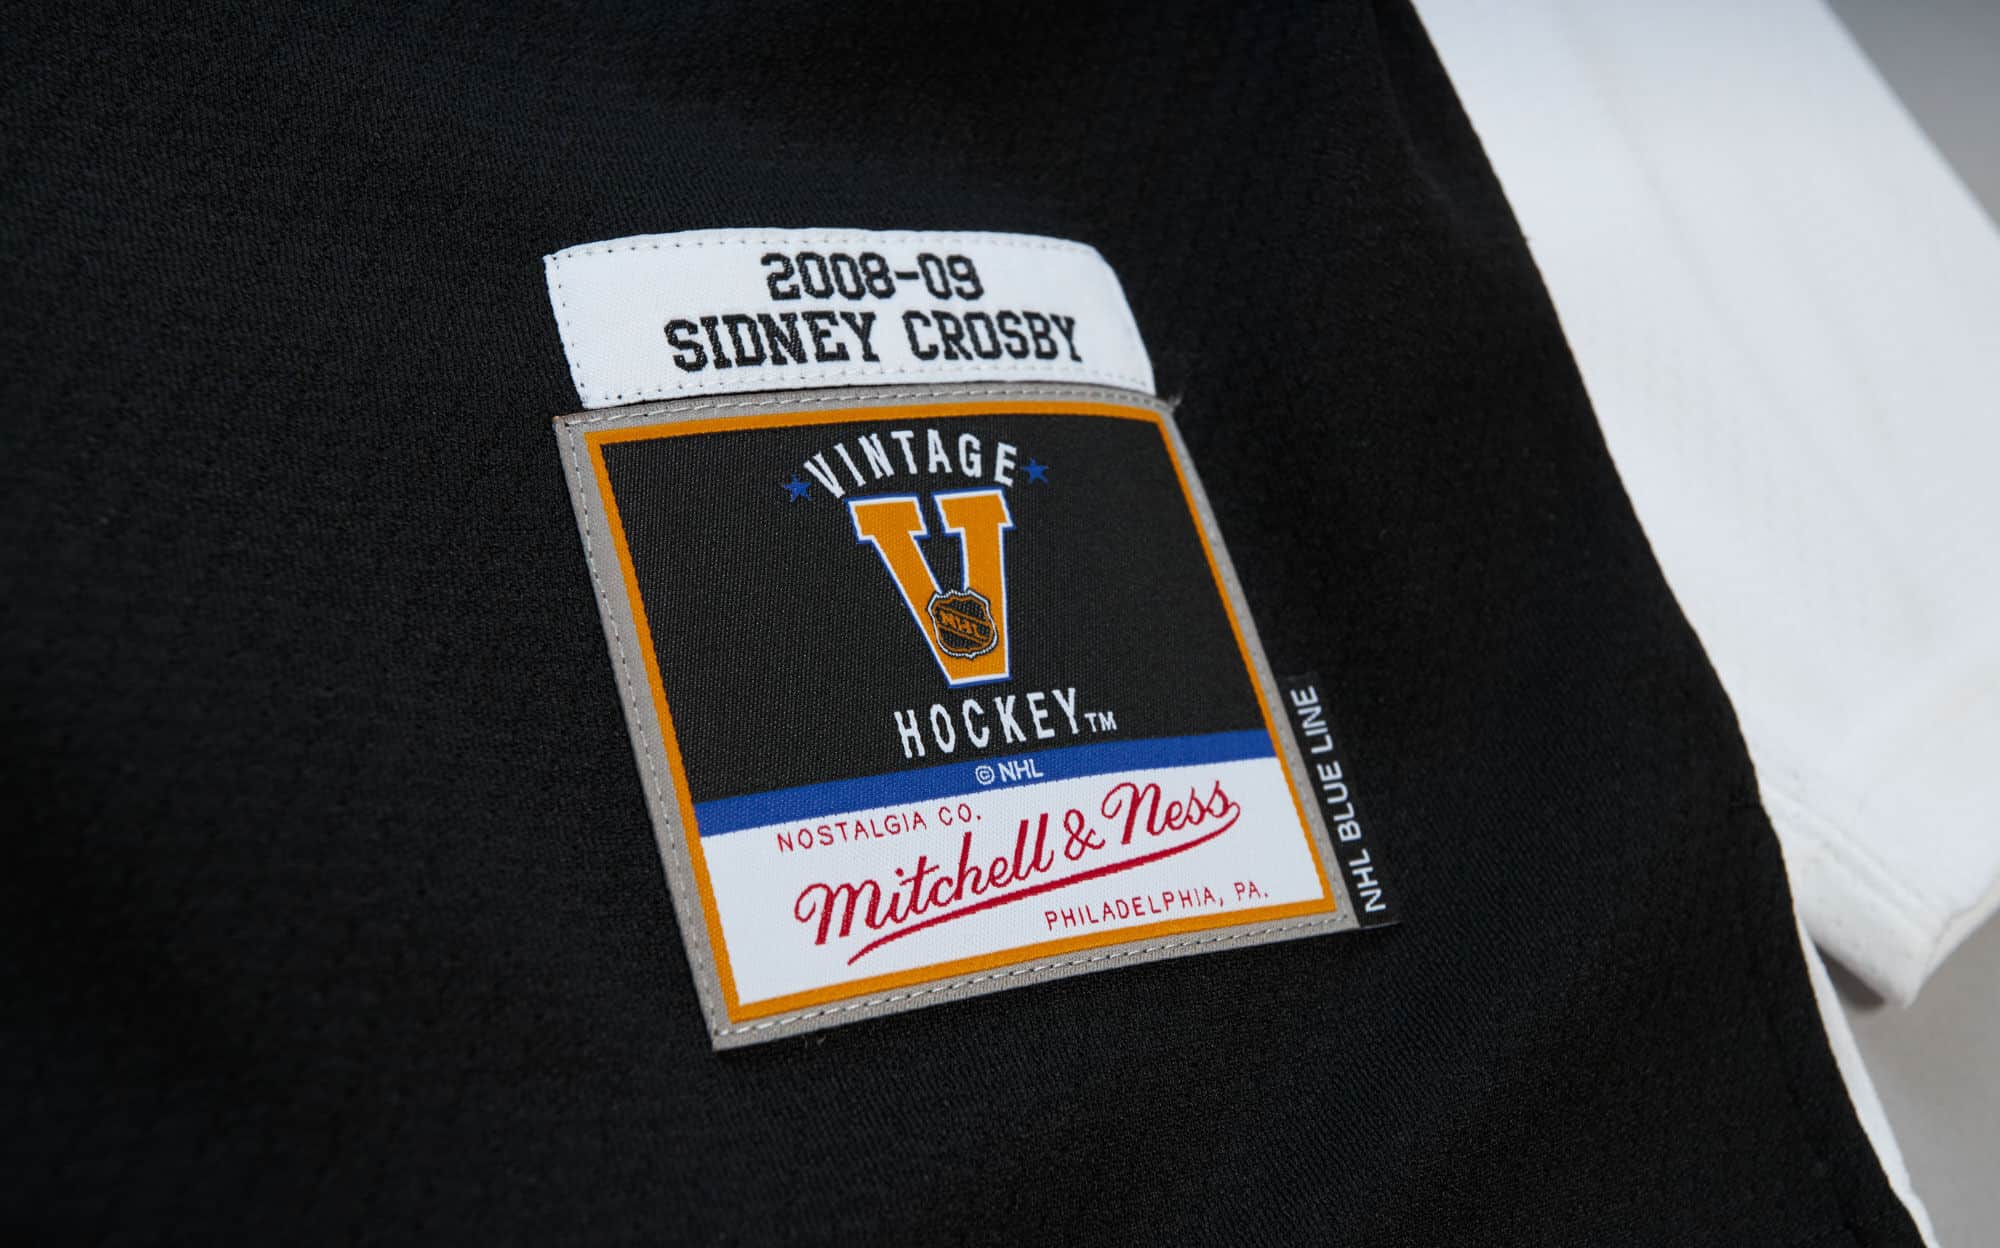 2008-09
SIDNEY CROSBY
VINTAGE
V
NHL
HOCKEY™
© NHL
NOSTALGIA CO.
Mitchell & Ness
PHILADELPHIA, PA.
NHL BLUE LINE